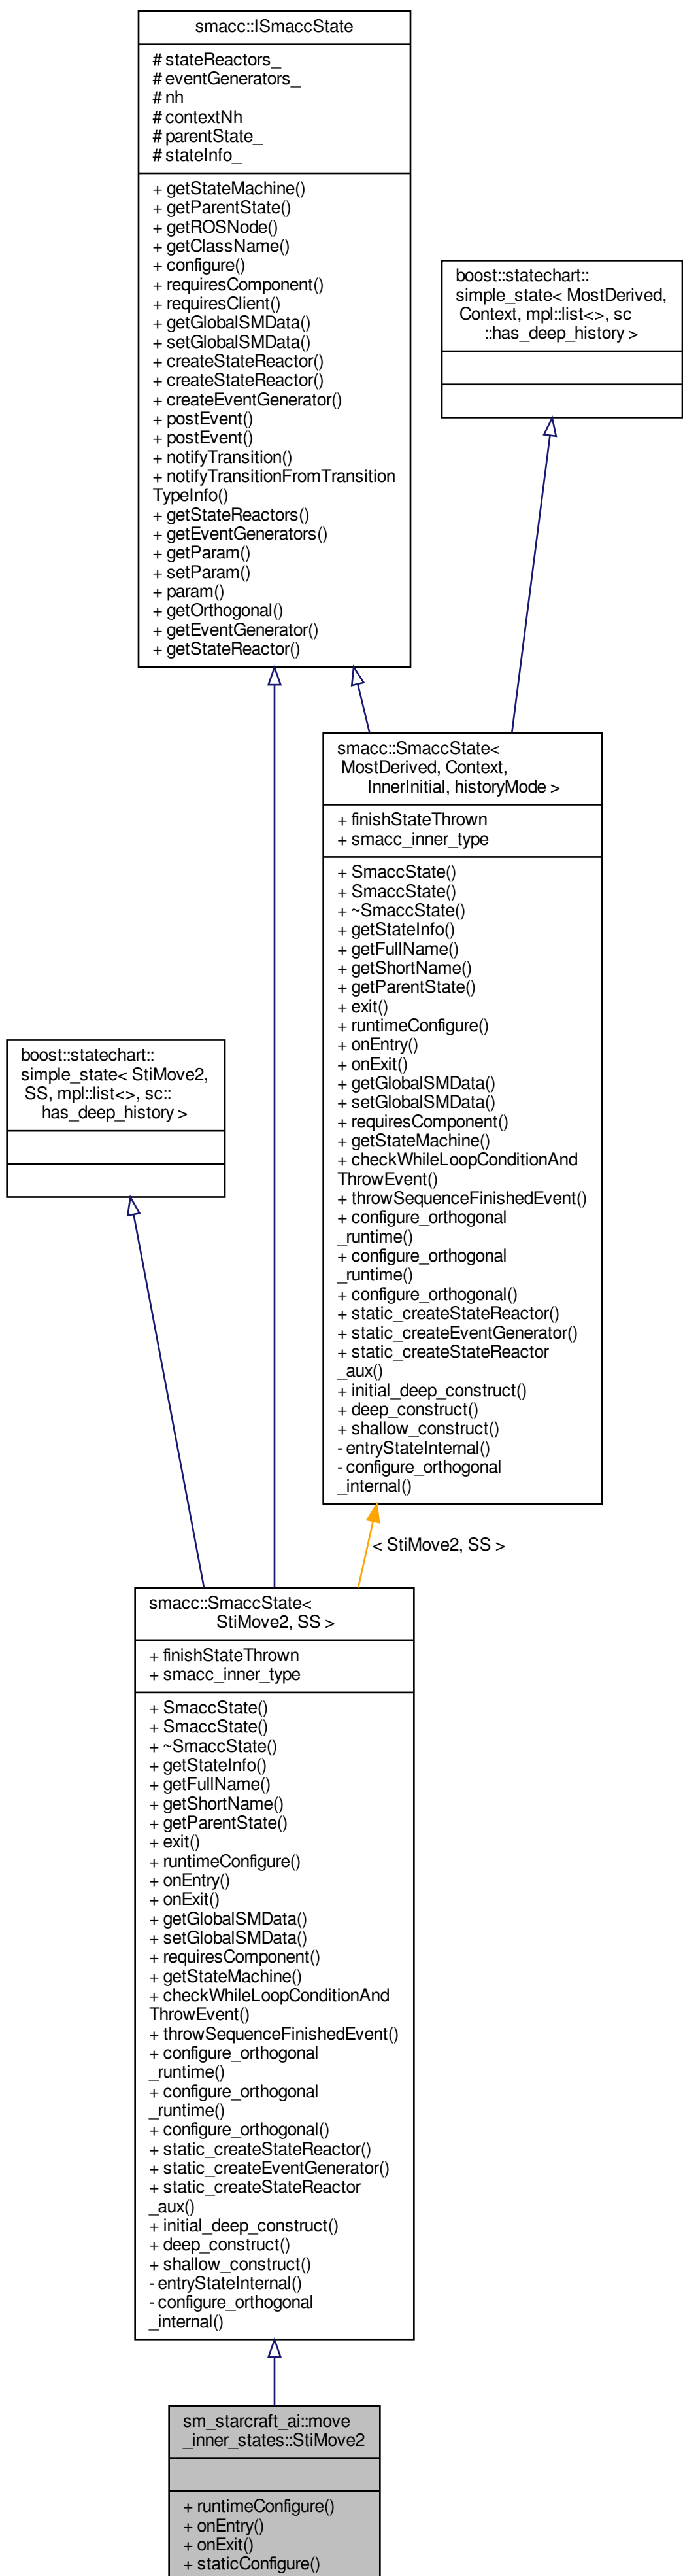 smacc::ISmaccState
# stateReactors_
# eventGenerators_
# nh
# contextNh
# parentState_
# stateInfo_
+ getStateMachine()
+ getParentState()
+ getROSNode()
+ getClassName()
+ configure()
+ requiresComponent()
+ requiresClient()
+ getGlobalSMData()
+ setGlobalSMData()
+ createStateReactor()
+ createStateReactor()
+ createEventGenerator()
+ postEvent()
+ postEvent()
+ notifyTransition()
+ notifyTransitionFromTransition
TypeInfo()
+ getStateReactors()
+ getEventGenerators()
+ getParam()
+ setParam()
+ param()
+ getOrthogonal()
+ getEventGenerator()
+ getStateReactor()
boost::statechart::
simple_state< MostDerived,
Context, mpl::list<>, sc
::has_deep_history >
smacc::SmaccState<
MostDerived, Context,
InnerInitial, historyMode >
+ finishStateThrown
+ smacc_inner_type
+ SmaccState()
+ SmaccState()
+ ~SmaccState()
+ getStateInfo()
+ getFullName()
+ getShortName()
+ getParentState()
+ exit()
+ runtimeConfigure()
+ onEntry()
+ onExit()
+ getGlobalSMData()
+ setGlobalSMData()
+ requiresComponent()
+ getStateMachine()
+ checkWhileLoopConditionAnd
ThrowEvent()
+ throwSequenceFinishedEvent()
+ configure_orthogonal
_runtime()
+ configure_orthogonal
_runtime()
+ configure_orthogonal()
+ static_createStateReactor()
+ static_createEventGenerator()
+ static_createStateReactor
_aux()
+ initial_deep_construct()
+ deep_construct()
+ shallow_construct()
- entryStateInternal()
- configure_orthogonal
_internal()
boost::statechart::
simple_state< StiMove2,
SS, mpl::list<>, sc::
has_deep_history >
< StiMove2, SS >
smacc::SmaccState<
StiMove2, SS >
+ finishStateThrown
+ smacc_inner_type
+ SmaccState()
+ SmaccState()
+ ~SmaccState()
+ getStateInfo()
+ getFullName()
+ getShortName()
+ getParentState()
+ exit()
+ runtimeConfigure()
+ onEntry()
+ onExit()
+ getGlobalSMData()
+ setGlobalSMData()
+ requiresComponent()
+ getStateMachine()
+ checkWhileLoopConditionAnd
ThrowEvent()
+ throwSequenceFinishedEvent()
+ configure_orthogonal
_runtime()
+ configure_orthogonal
_runtime()
+ configure_orthogonal()
+ static_createStateReactor()
+ static_createEventGenerator()
+ static_createStateReactor
_aux()
+ initial_deep_construct()
+ deep_construct()
+ shallow_construct()
- entryStateInternal()
- configure_orthogonal
_internal()
sm_starcraft_ai::move
_inner_states::StiMove2
+ runtimeConfigure()
+ onEntry()
+ onExit()
+ staticConfigure()